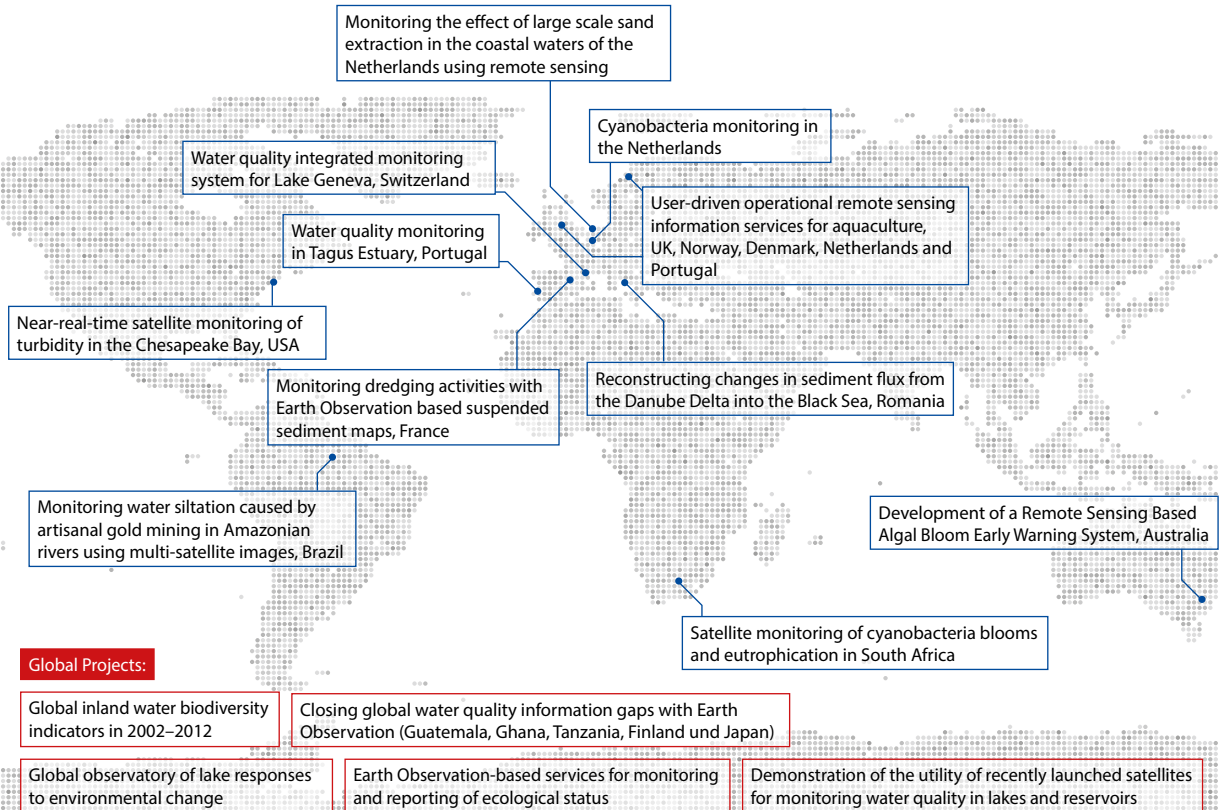 Monitoring the effect of large scale sand
extraction in the coastal waters of the
Netherlands using remote sensing
Cyanobacteria monitoring in
the Netherlands
Water quality integrated monitoring
system for Lake Geneva, Switzerland
User-driven operational remote sensing
information services for aquaculture,
UK, Norway, Denmark, Netherlands and
Portugal
Water quality monitoring
in Tagus Estuary, Portugal
Near-real-time satellite monitoring of
turbidity in the Chesapeake Bay, USA
Monitoring dredging activities with
Earth Observation based suspended
sediment maps, France
Reconstructing changes in sediment flux from
the Danube Delta into the Black Sea, Romania
Monitoring water siltation caused by
artisanal gold mining in Amazonian
rivers using multi-satellite images, Brazil
Development of a Remote Sensing Based
Algal Bloom Early Warning System, Australia
Satellite monitoring of cyanobacteria blooms
and eutrophication in South Africa
Global Projects:
Global inland water biodiversity
indicators in 2002–2012
Closing global water quality information gaps with Earth
Observation (Guatemala, Ghana, Tanzania, Finland und Japan)
Global observatory of lake responses
to environmental change
Earth Observation-based services for monitoring
and reporting of ecological status
Demonstration of the utility of recently launched satellites
for monitoring water quality in lakes and reservoirs